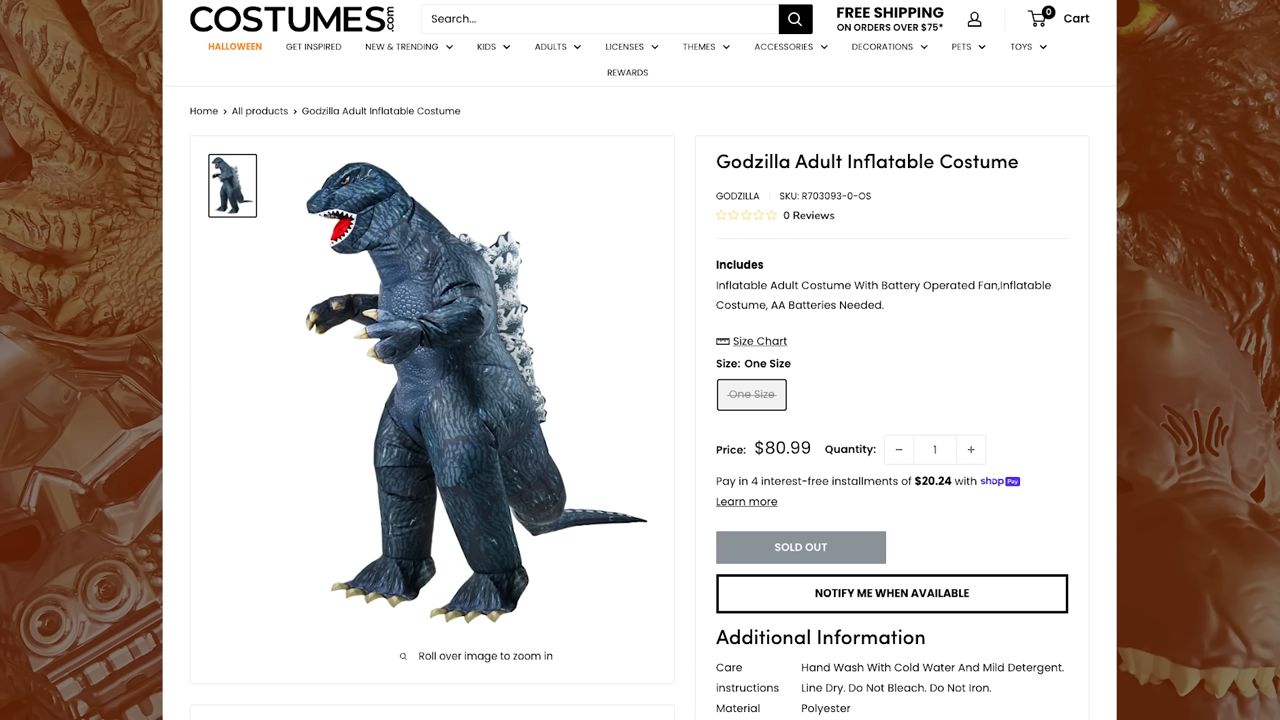 COSTUMES.com
Search...
FREE SHIPPING
ON ORDERS OVER $75*
0
Cart
HALLOWEEN GET INSPIRED NEW & TRENDING KIDS ADULTS LICENSES THEMES ACCESSORIES DECORATIONS PETS TOYS
REWARDS
Home > All products > Godzilla Adult Inflatable Costume
Godzilla Adult Inflatable Costume
GODZILLA SKU: R703093-0-OS
0 Reviews
Includes
Inflatable Adult Costume With Battery Operated Fan,Inflatable
Costume, AA Batteries Needed.
Size Chart
Size: One Size
One Size
Price: $80.99 Quantity: − 1 +
Pay in 4 interest-free installments of $20.24 with shop Pay
Learn more
SOLD OUT
NOTIFY ME WHEN AVAILABLE
Roll over image to zoom in
Additional Information
Care Hand Wash With Cold Water And Mild Detergent.
instructions Line Dry. Do Not Bleach. Do Not Iron.
Material Polyester